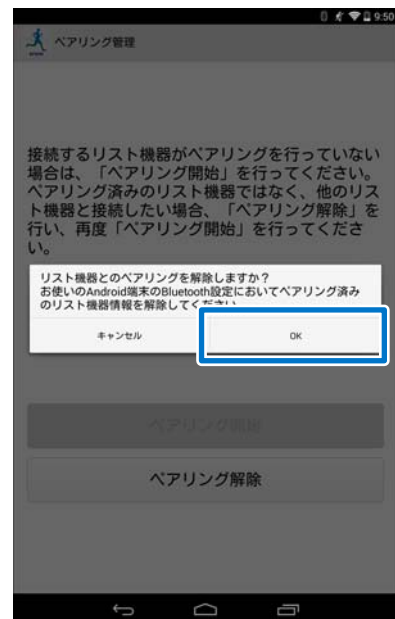 9:50
ペアリング管理
接続するリスト機器がペアリングを行っていない
場合は、「ペアリング開始」を行ってください。
ペアリング済みのリスト機器ではなく、他のリス
ト機器と接続したい場合、「ペアリング解除」を
行い、再度「ペアリング開始」を行ってくださ
い。
リスト機器とのペアリングを解除しますか？
お使いのAndroid端末のBluetooth設定においてペアリング済み
のリスト機器情報を解除してください
キャンセル
OK
ペアリング開始
ペアリング解除